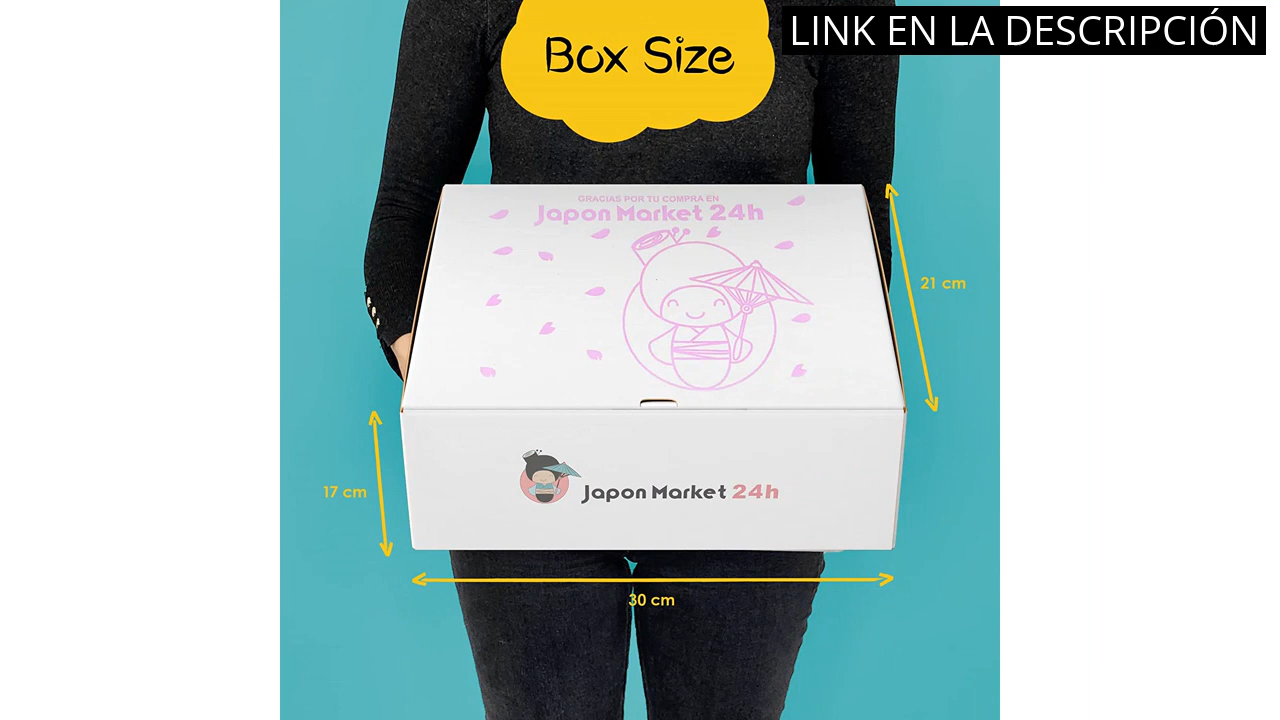 LINK EN LA DESCRIPCIÓN
Box Size
GRACIAS POR TU COMPRA EN
Japon Market 24h
21 cm
17 cm
Japon Market 24h
30 cm